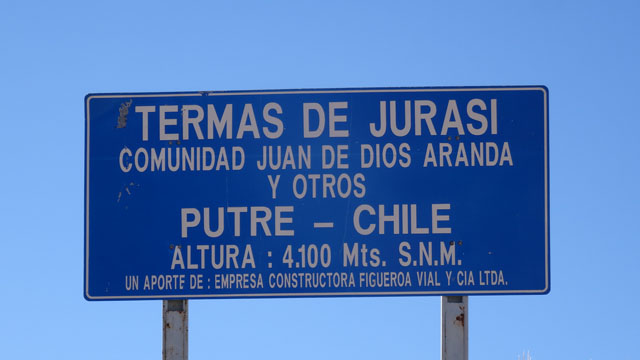 TERMAS DE JURASI
COMUNIDAD JUAN DE DIOS ARANDA
Y OTROS
PUTRE – CHILE
ALTURA : 4.100 Mts. S.N.M.
UN APORTE DE : EMPRESA CONSTRUCTORA FIGUEROA VIAL Y CIA LTDA.